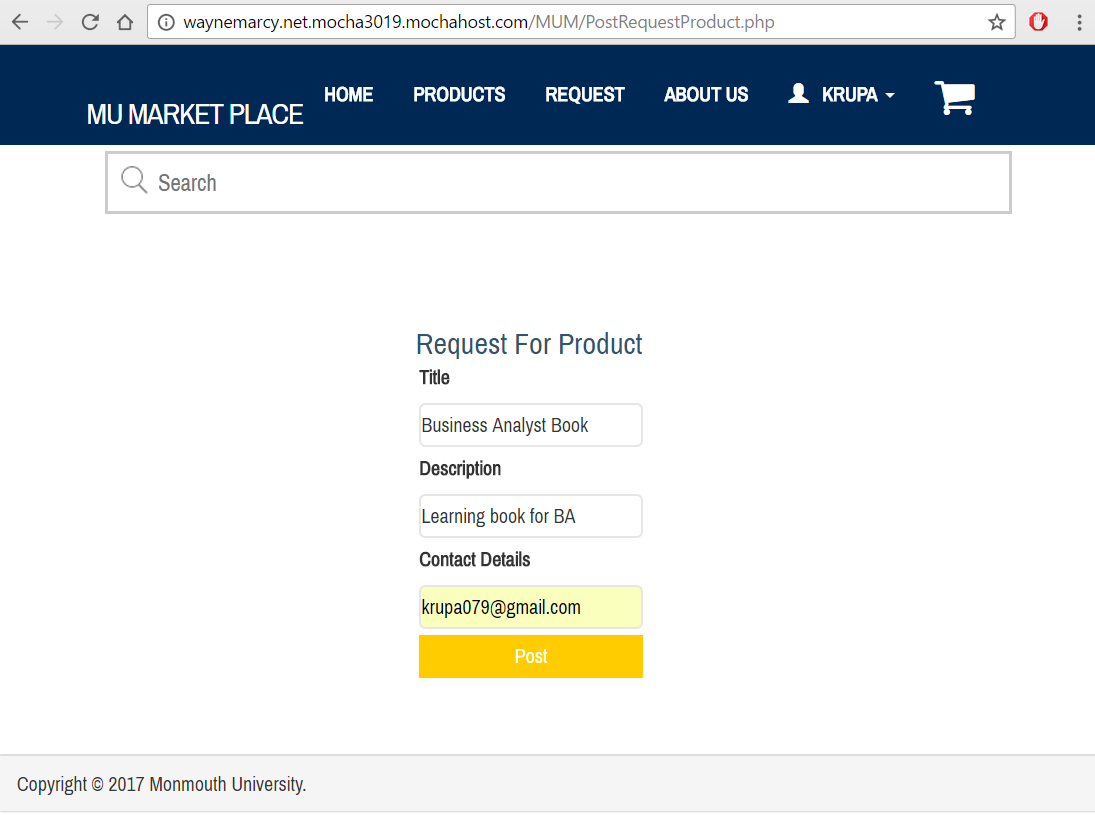 waynemarcy.net.mocha3019.mochahost.com/MUM/PostRequestProduct.php
MU MARKET PLACE HOME PRODUCTS REQUEST ABOUT US KRUPA
Search
Request For Product
Title
Business Analyst Book
Description
Learning book for BA
Contact Details
krupa079@gmail.com
Post
Copyright © 2017 Monmouth University.